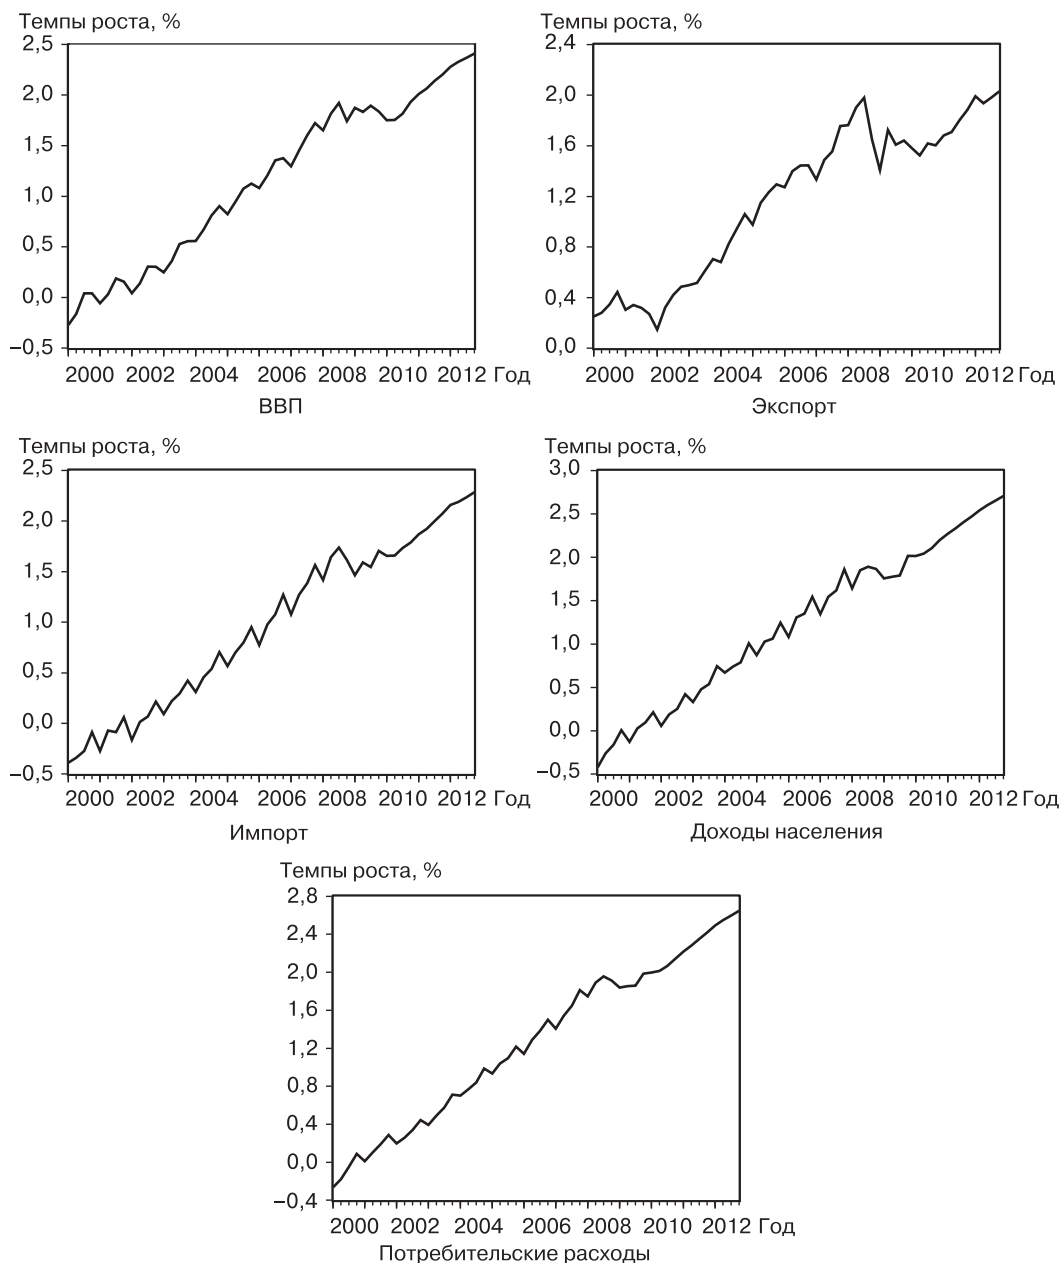 Темпы роста, %
2,5
2,0
1,5
1,0
0,5
0,0
–0,5
2000 2002 2004 2006 2008 2010 2012 Год
ВВП
Темпы роста, %
2,4
2,0
1,6
1,2
0,8
0,4
0,0
2000 2002 2004 2006 2008 2010 2012 Год
Экспорт
Темпы роста, %
2,5
2,0
1,5
1,0
0,5
0,0
–0,5
2000 2002 2004 2006 2008 2010 2012 Год
Импорт
Темпы роста, %
3,0
2,5
2,0
1,5
1,0
0,5
0,0
–0,5
2000 2002 2004 2006 2008 2010 2012 Год
Доходы населения
Темпы роста, %
2,8
2,4
2,0
1,6
1,2
0,8
0,4
0,0
–0,4
2000 2002 2004 2006 2008 2010 2012 Год
Потребительские расходы